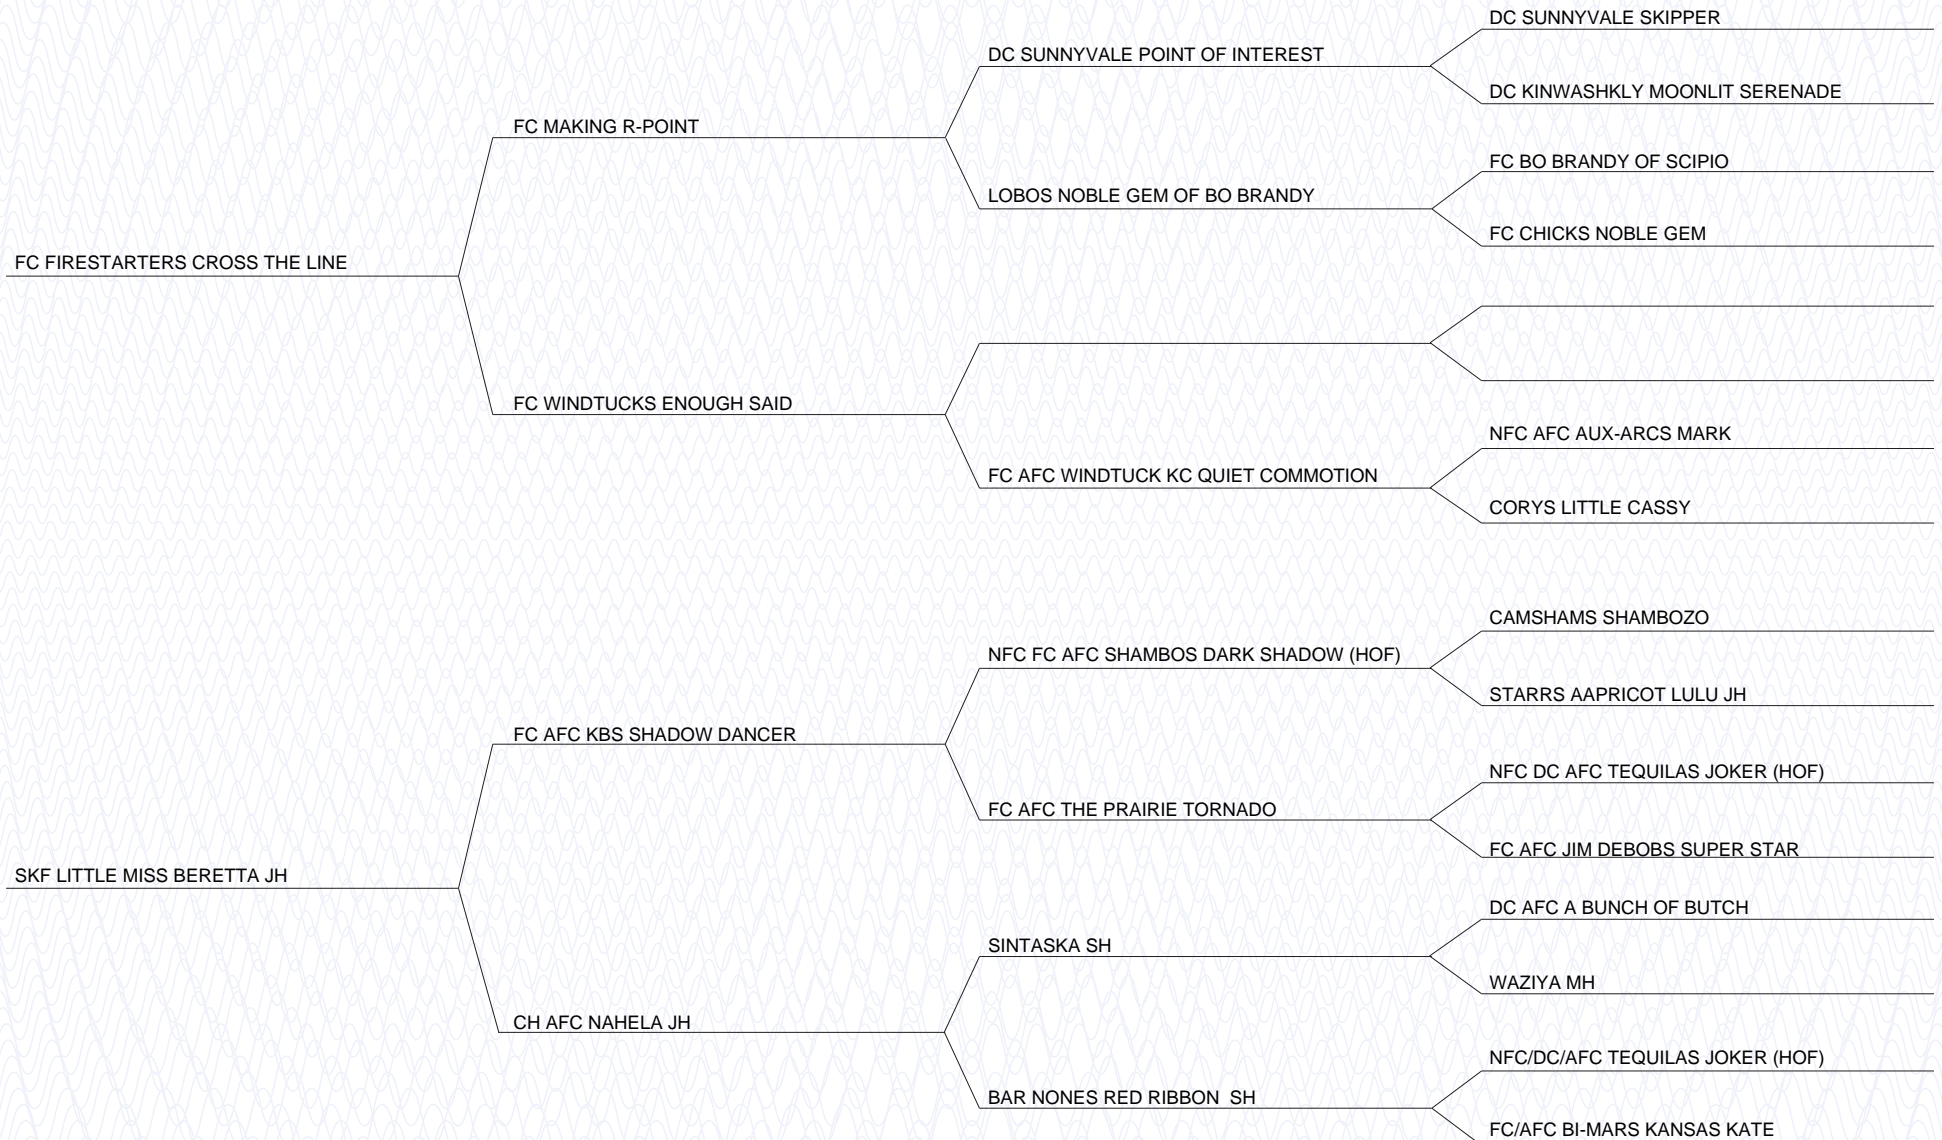 DC SUNNYVALE SKIPPER
DC SUNNYVALE POINT OF INTEREST
DC KINWASHKLY MOONLIT SERENADE
FC MAKING R-POINT
FC BO BRANDY OF SCIPIO
LOBOS NOBLE GEM OF BO BRANDY
FC CHICKS NOBLE GEM
FC FIRESTARTERS CROSS THE LINE
FC WINDTUCKS ENOUGH SAID
NFC AFC AUX-ARCS MARK
FC AFC WINDTUCK KC QUIET COMMOTION
CORYS LITTLE CASSY
CAMSHAMS SHAMBOZO
NFC FC AFC SHAMBOS DARK SHADOW (HOF)
STARRS AAPRICOT LULU JH
FC AFC KBS SHADOW DANCER
NFC DC AFC TEQUILAS JOKER (HOF)
FC AFC THE PRAIRIE TORNADO
FC AFC JIM DEBOBS SUPER STAR
SKF LITTLE MISS BERETTA JH
DC AFC A BUNCH OF BUTCH
SINTASKA SH
WAZIYA MH
CH AFC NAHELA JH
NFC/DC/AFC TEQUILAS JOKER (HOF)
BAR NONES RED RIBBON  SH
FC/AFC BI-MARS KANSAS KATE